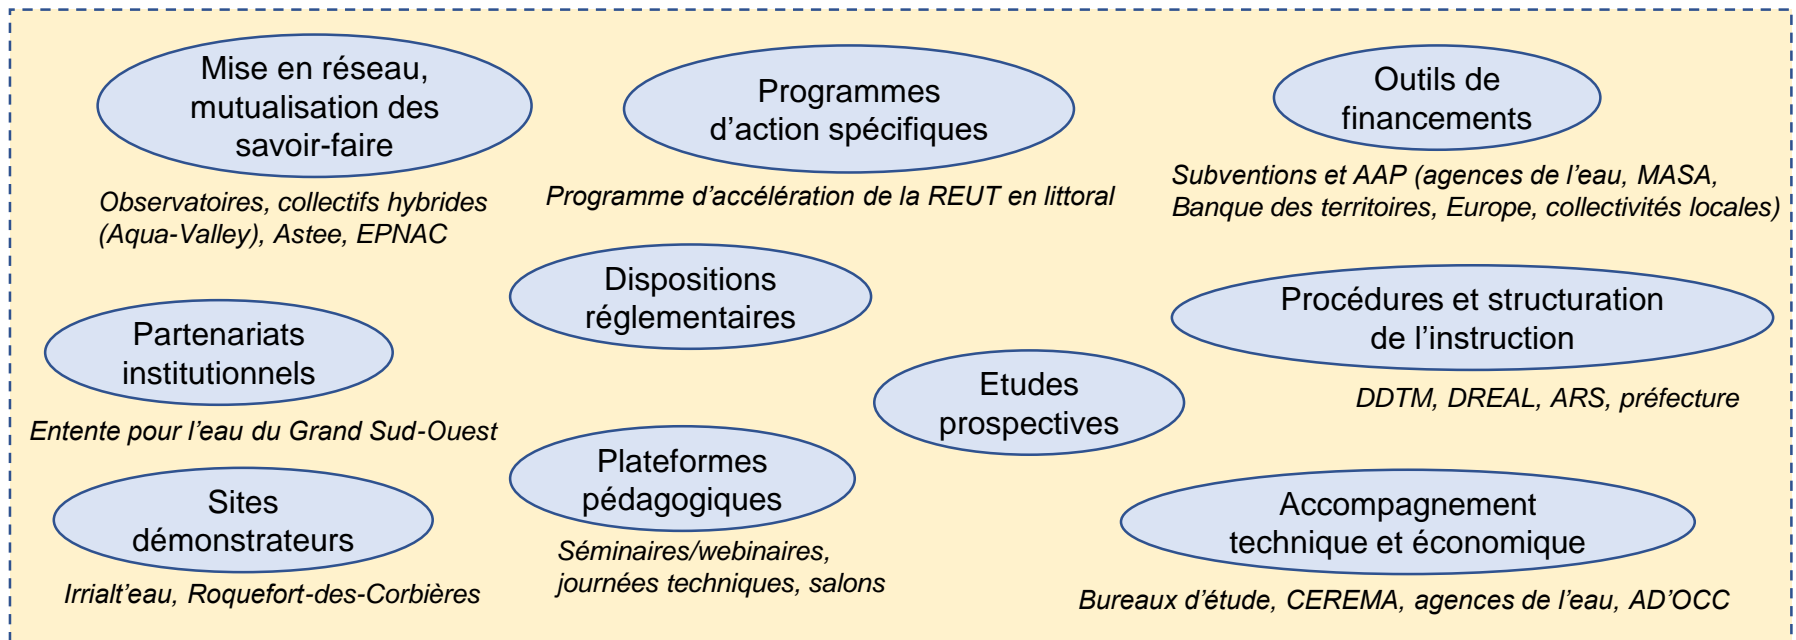 Mise en réseau,
mutualisation des
savoir-faire
Observatoires, collectifs hybrides
(Aqua-Valley), Astee, EPNAC
Programmes
d’action spécifiques
Programme d’accélération de la REUT en littoral
Outils de
financements
Subventions et AAP (agences de l’eau, MASA,
Banque des territoires, Europe, collectivités locales)
Dispositions
réglementaires
Procédures et structuration
de l’instruction
DDTM, DREAL, ARS, préfecture
Partenariats
institutionnels
Entente pour l’eau du Grand Sud-Ouest
Etudes
prospectives
Plateformes
pédagogiques
Séminaires/webinaires,
journées techniques, salons
Sites
démonstrateurs
Irrialt’eau, Roquefort-des-Corbières
Accompagnement
technique et économique
Bureaux d’étude, CEREMA, agences de l’eau, AD’OCC